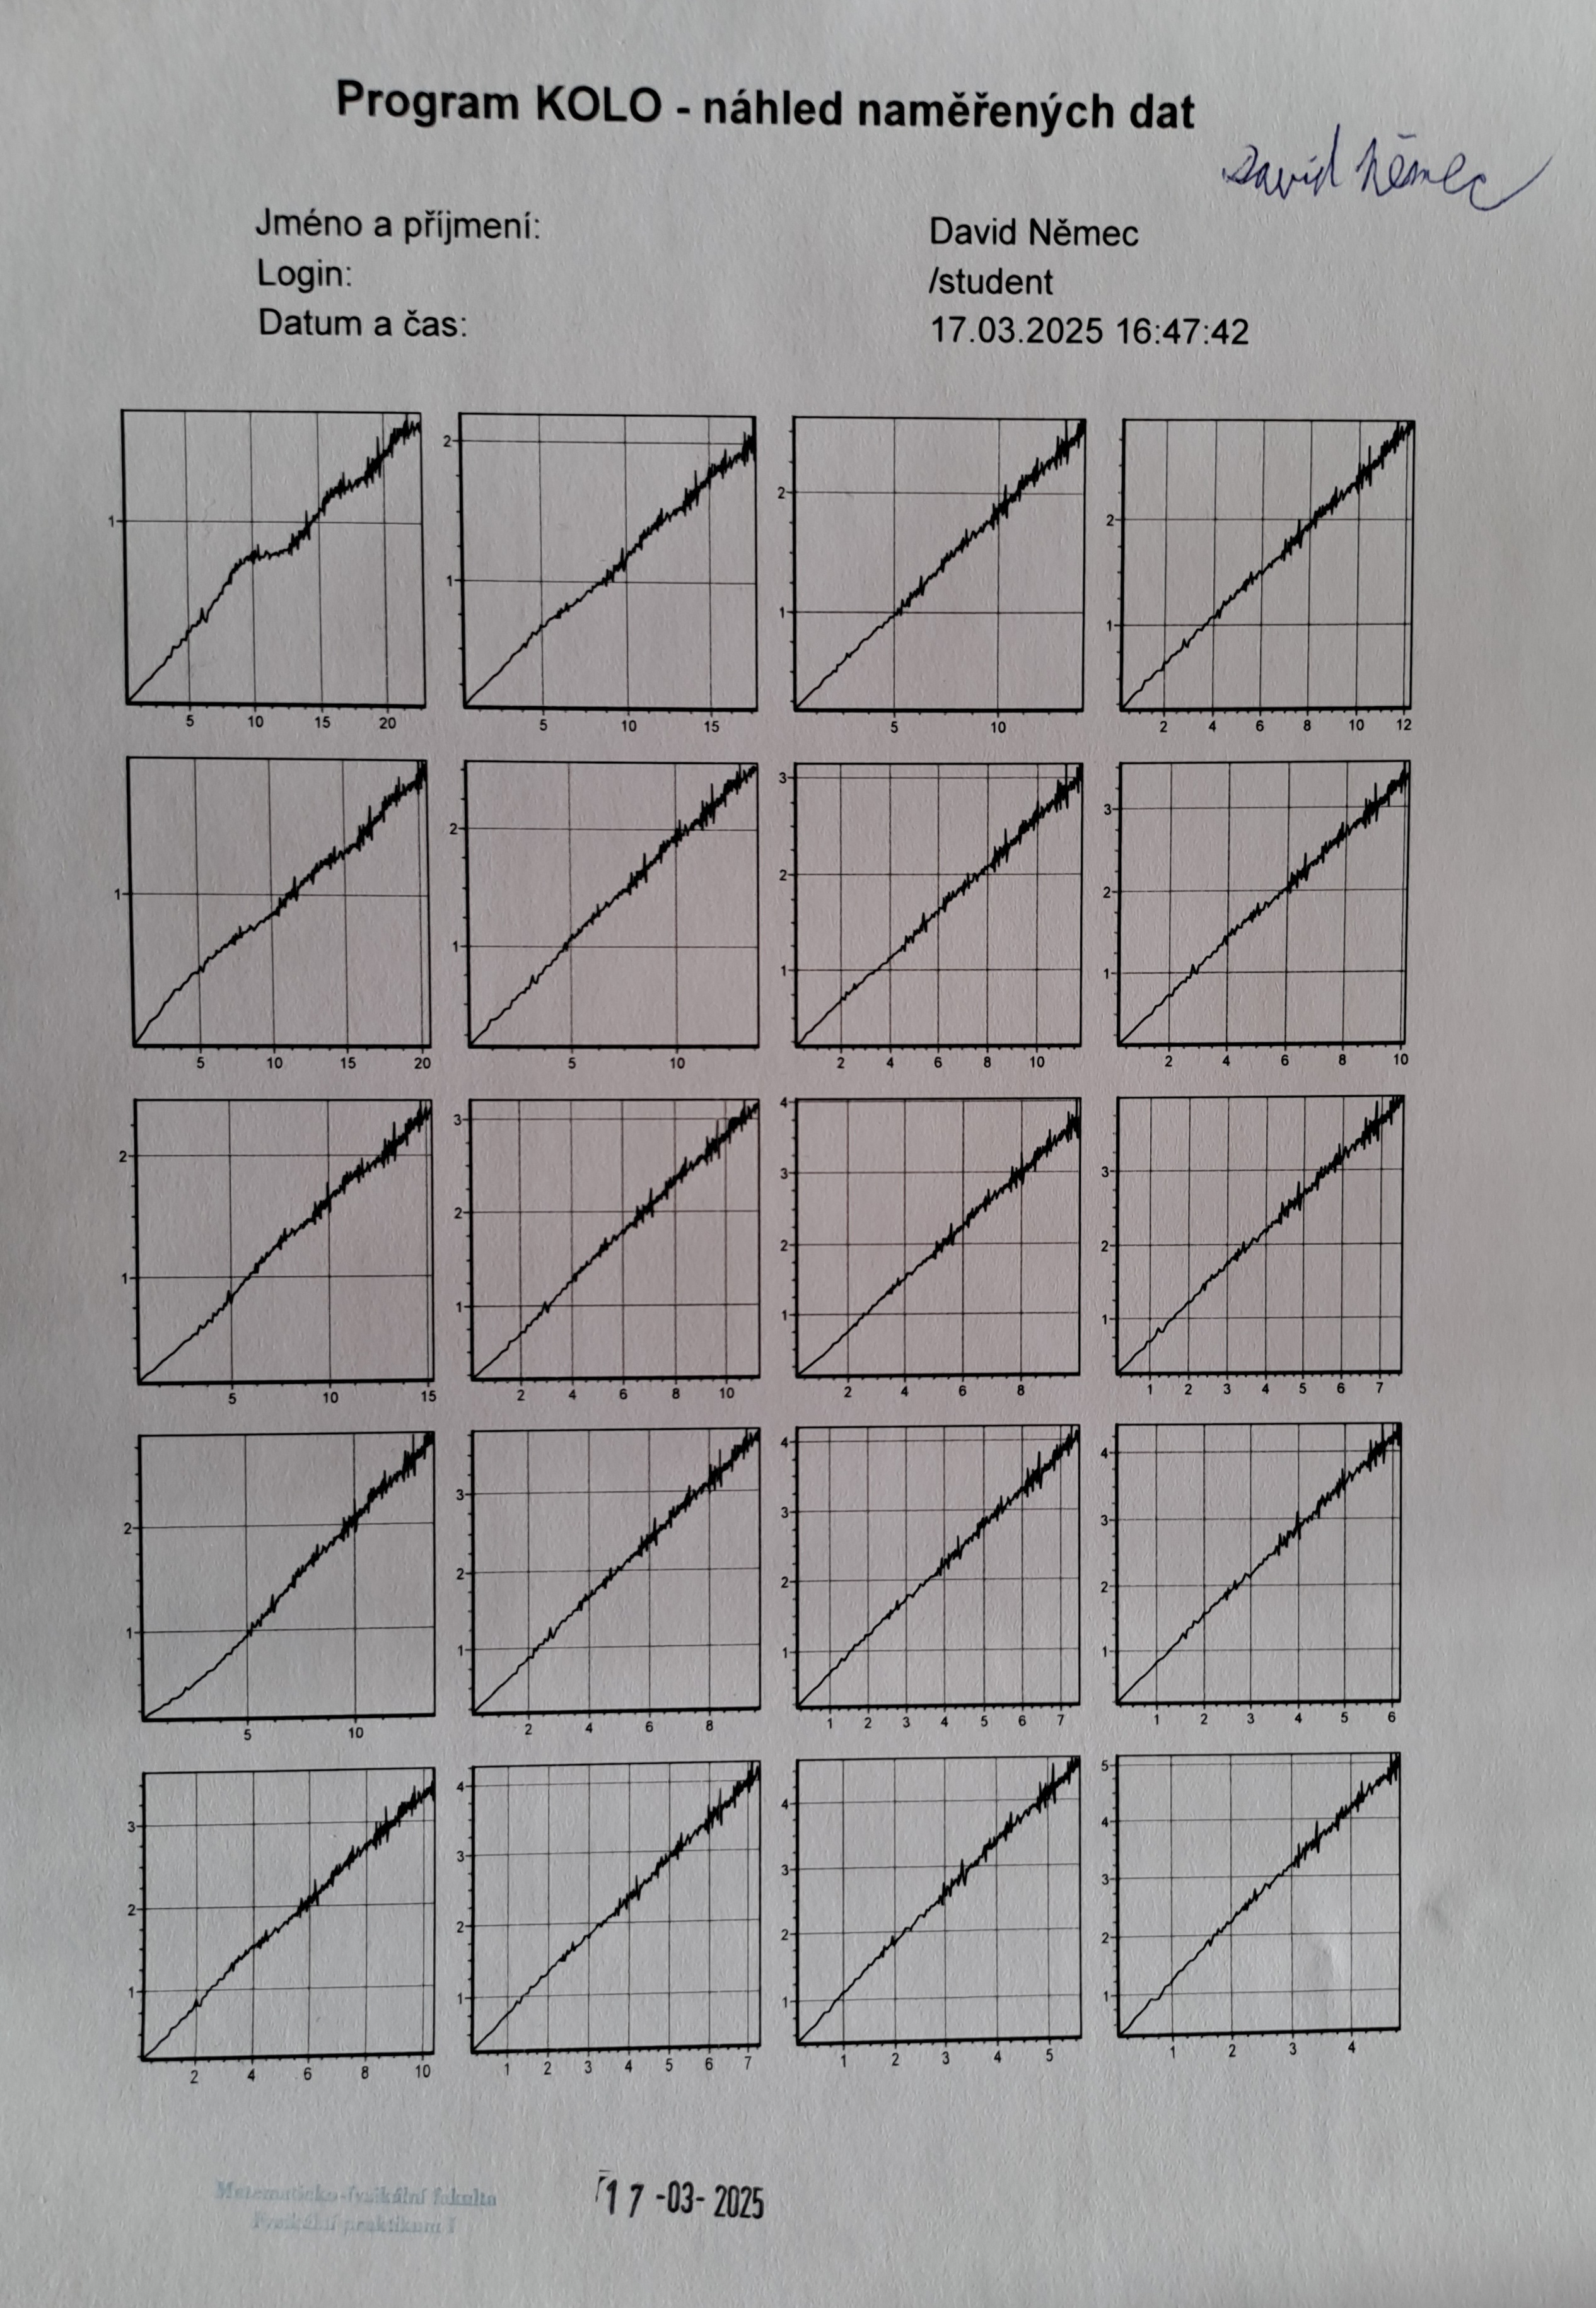 Program KOLO - náhled naměřených dat
David Němec
Jméno a příjmení: David Němec
Login: /student
Datum a čas: 17.03.2025 16:47:42
1
5 10 15 20
2
1
5 10 15
2
1
5 10
2
1
2 4 6 8 10 12
1
5 10 15 20
2
1
5 10
3
2
1
2 4 6 8 10
3
2
1
2 4 6 8 10
2
1
5 10 15
3
2
1
2 4 6 8 10
4
3
2
1
2 4 6 8
3
2
1
1 2 3 4 5 6 7
2
1
5 10
3
2
1
2 4 6 8
4
3
2
1
1 2 3 4 5 6 7
4
3
2
1
1 2 3 4 5 6
3
2
1
2 4 6 8 10
4
3
2
1
1 2 3 4 5 6 7
4
3
2
1
1 2 3 4 5
5
4
3
2
1
1 2 3 4
Matematicko-fyzikální fakulta
Fyzikální praktikum I
17 -03- 2025